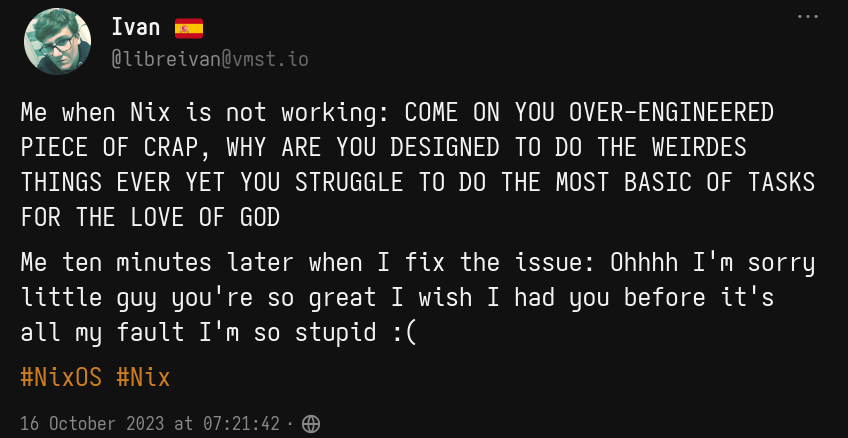 Ivan 🇪🇸
@libreivan@vmst.io
Me when Nix is not working: COME ON YOU OVER-ENGINEERED
PIECE OF CRAP, WHY ARE YOU DESIGNED TO DO THE WEIRDES
THINGS EVER YET YOU STRUGGLE TO DO THE MOST BASIC OF TASKS
FOR THE LOVE OF GOD
Me ten minutes later when I fix the issue: Ohhhh I'm sorry
little guy you're so great I wish I had you before it's
all my fault I'm so stupid :(
#NixOS #Nix
16 October 2023 at 07:21:42 ·